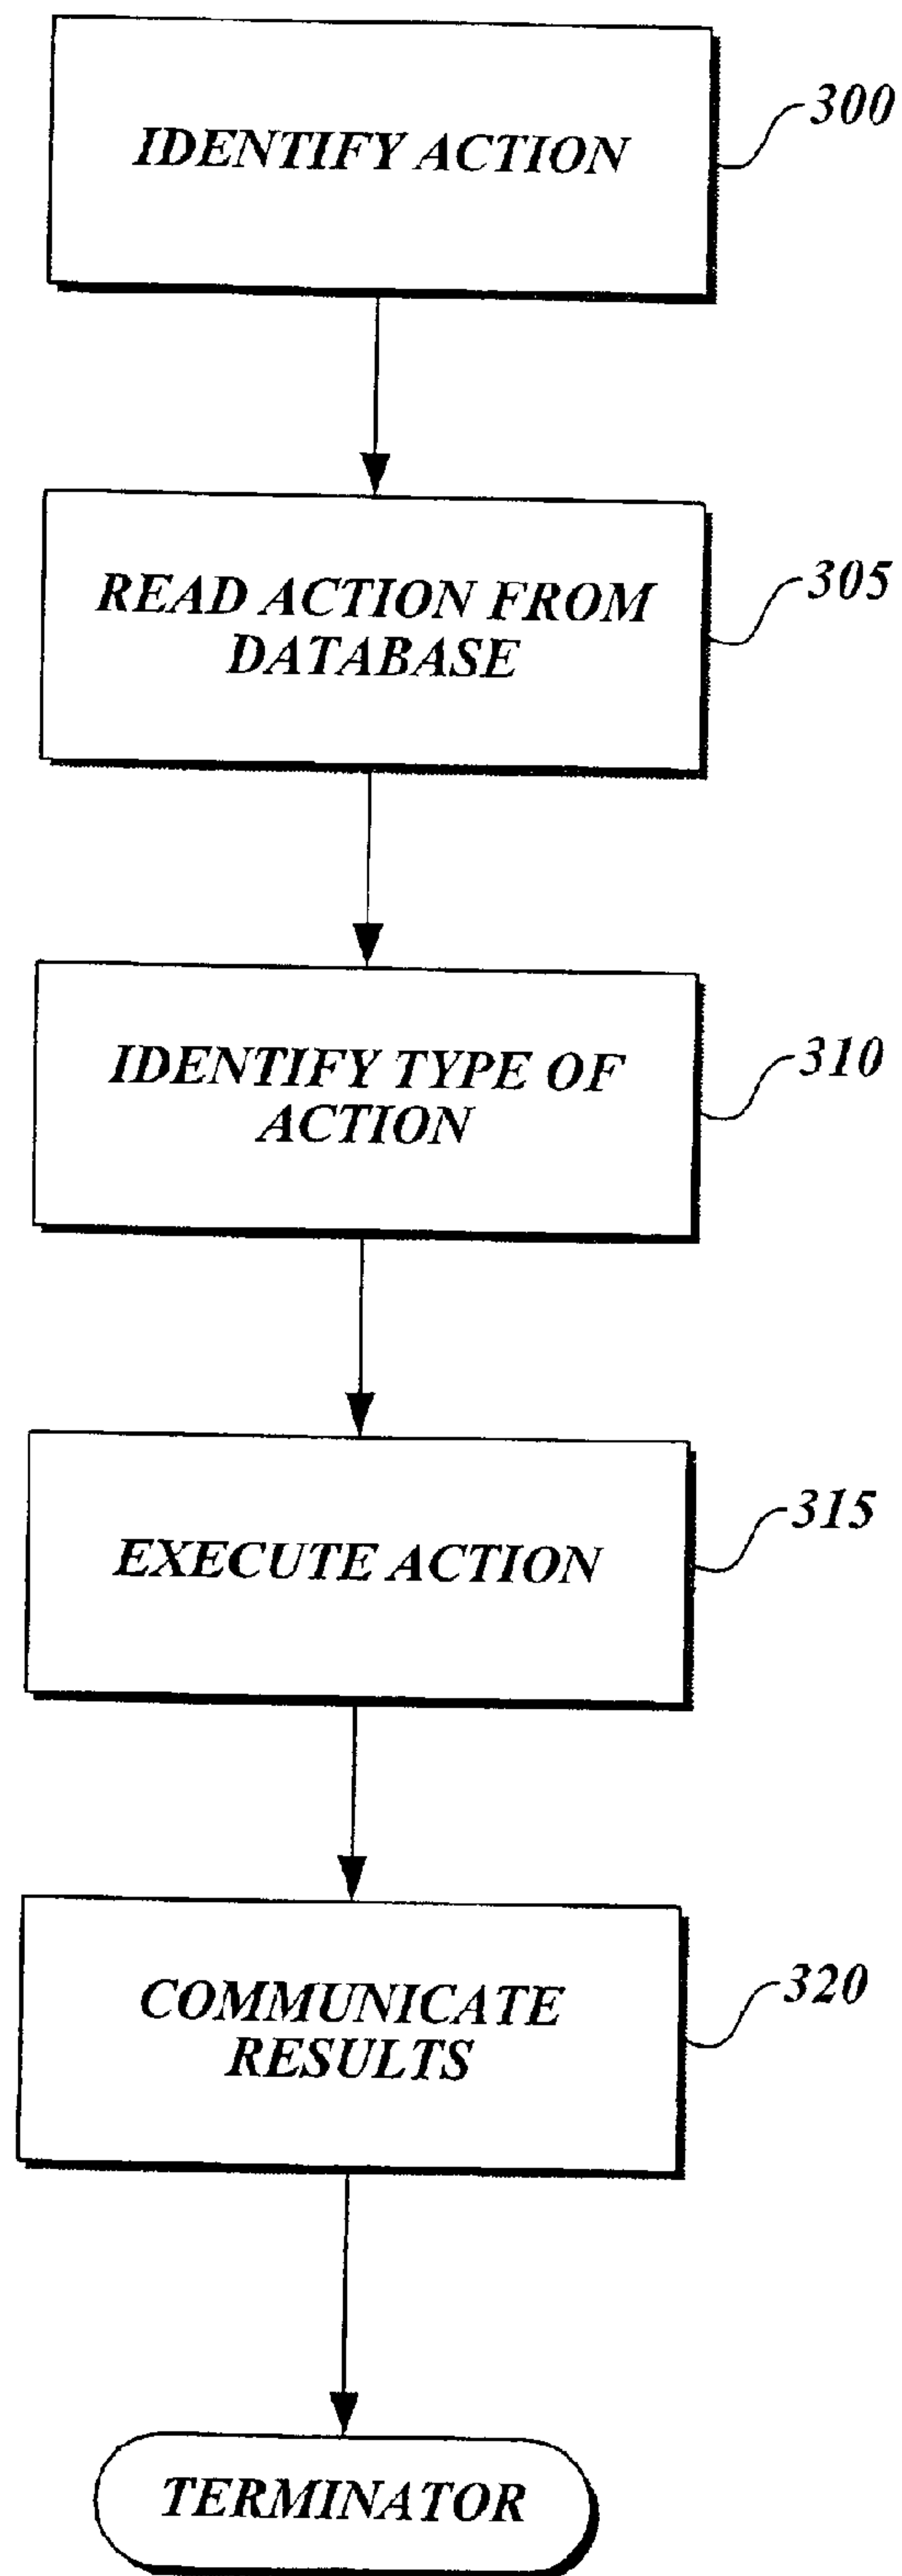 IDENTIFY ACTION
300
READ ACTION FROM
DATABASE
305
IDENTIFY TYPE OF
ACTION
310
EXECUTE ACTION
315
COMMUNICATE
RESULTS
320
TERMINATOR